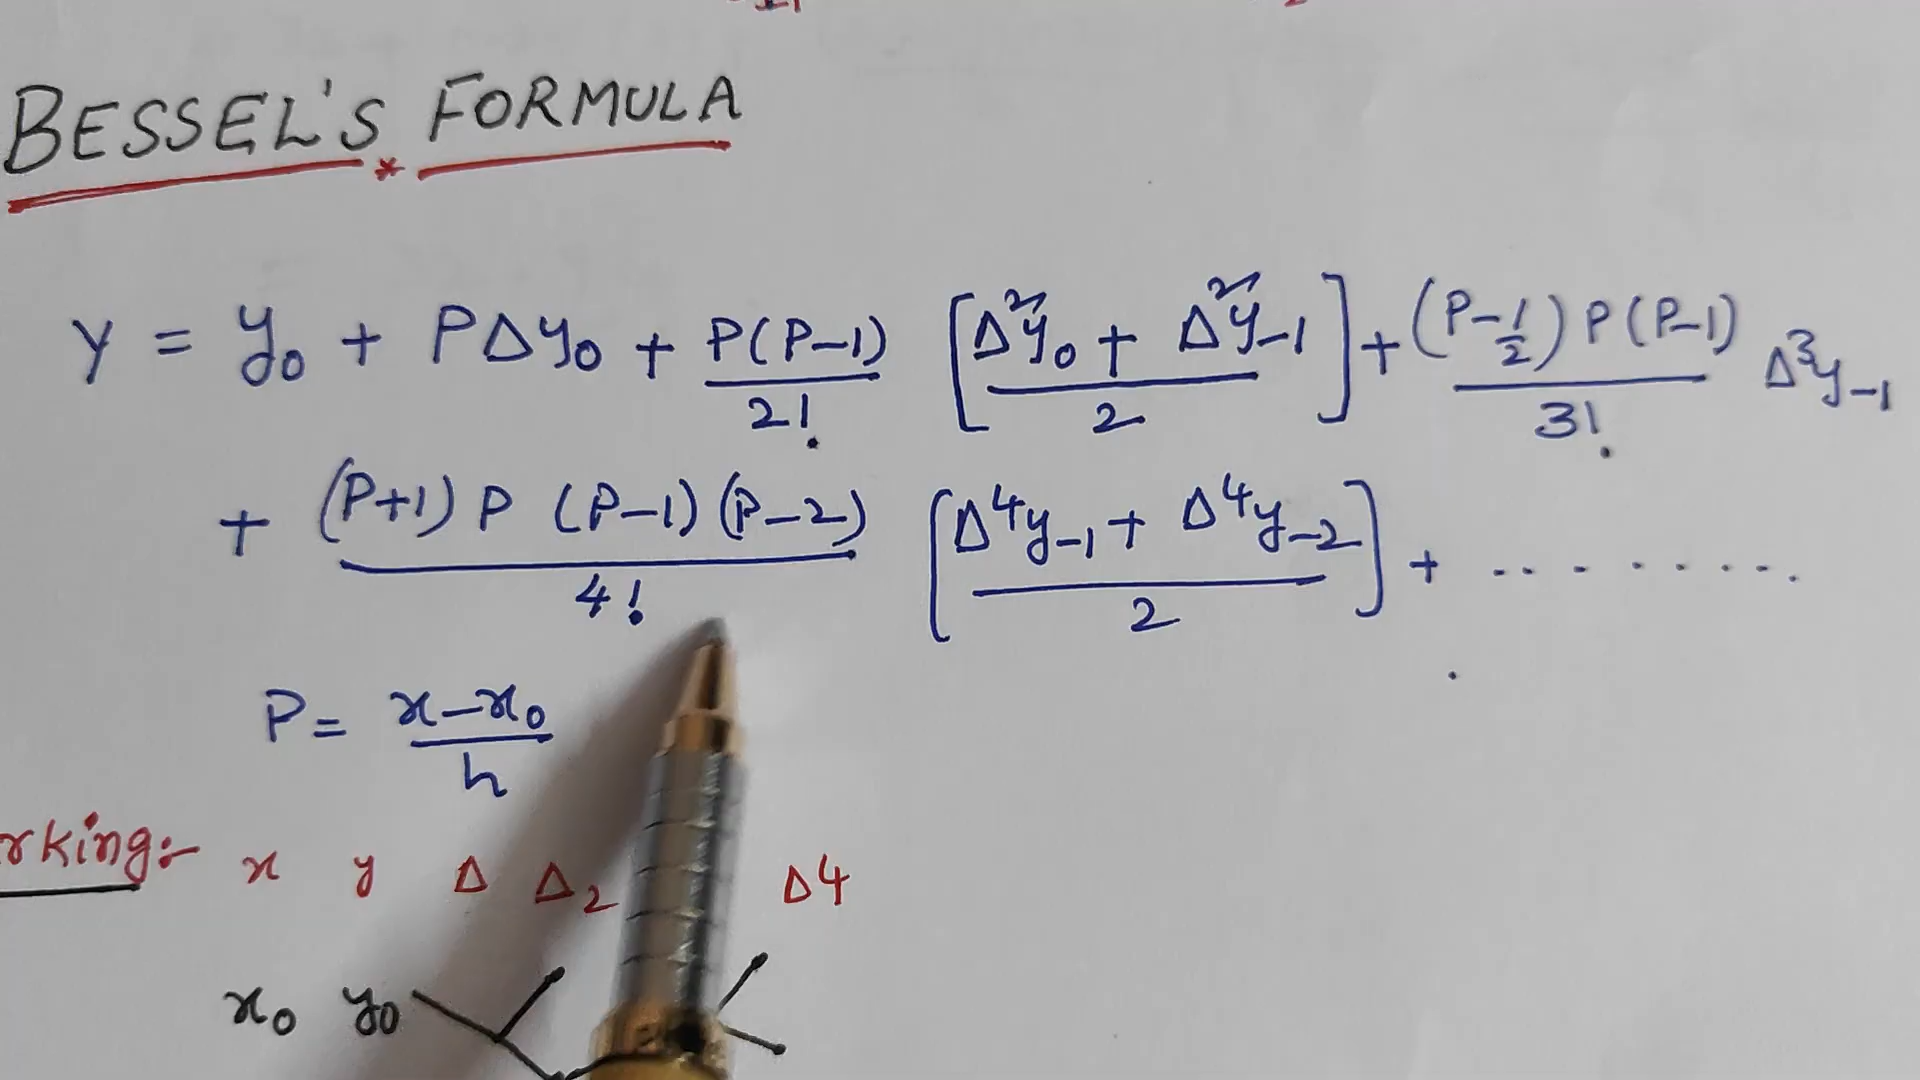 BESSEL'S FORMULA
y = y₀ + PΔy₀ + P(P-1)/2! [(Δ²y₀ + Δ²y₋₁)/2] + (P-1/2)P(P-1)/3! Δ³y₋₁
+ (P+1)P(P-1)(P-2)/4! [(Δ⁴y₋₁ + Δ⁴y₋₂)/2] + .........
P = (x-x₀)/h
rking:- x y Δ Δ₂ Δ4
x₀ y₀